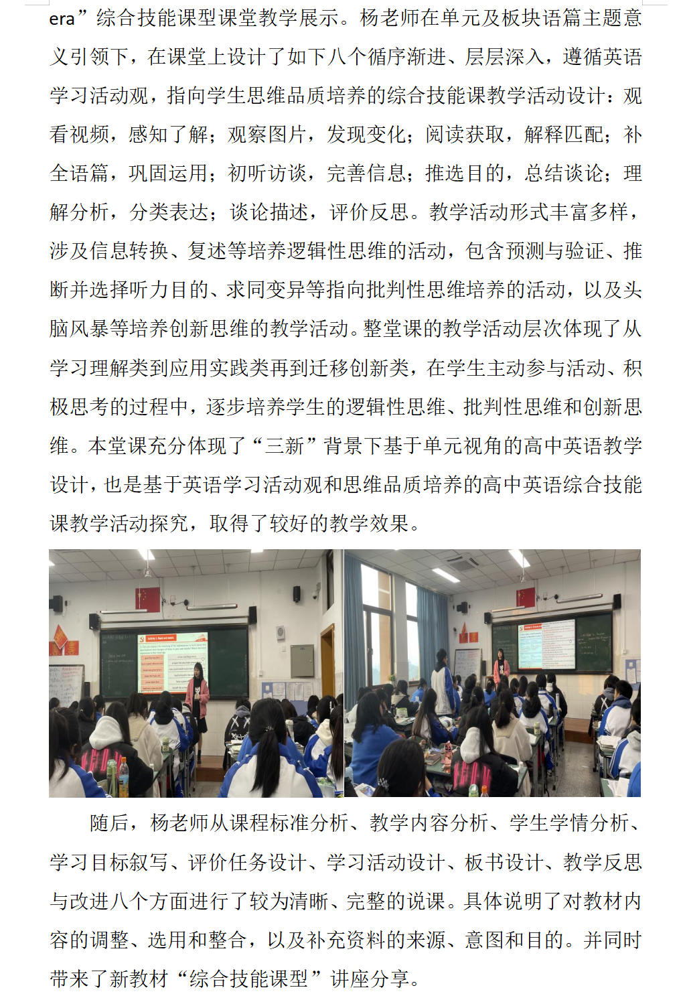 era”综合技能课型课堂教学展示。杨老师在单元及板块语篇主题意
义引领下，在课堂上设计了如下八个循序渐进、层层深入，遵循英语
学习活动观，指向学生思维品质培养的综合技能课教学活动设计：观
看视频，感知了解；观察图片，发现变化；阅读获取，解释匹配；补
全语篇，巩固运用；初听访谈，完善信息；推选目的，总结谈论；理
解分析，分类表达；谈论描述，评价反思。教学活动形式丰富多样，
涉及信息转换、复述等培养逻辑性思维的活动，包含预测与验证、推
断并选择听力目的、求同变异等指向批判性思维培养的活动，以及头
脑风暴等培养创新思维的教学活动。整堂课的教学活动层次体现了从
学习理解类到应用实践类再到迁移创新类，在学生主动参与活动、积
极思考的过程中，逐步培养学生的逻辑性思维、批判性思维和创新思
维。本堂课充分体现了“三新”背景下基于单元视角的高中英语教学
设计，也是基于英语学习活动观和思维品质培养的高中英语综合技能
课教学活动探究，取得了较好的教学效果。
随后，杨老师从课程标准分析、教学内容分析、学生学情分析、
学习目标叙写、评价任务设计、学习活动设计、板书设计、教学反思
与改进八个方面进行了较为清晰、完整的说课。具体说明了对教材内
容的调整、选用和整合，以及补充资料的来源、意图和目的。并同时
带来了新教材“综合技能课型”讲座分享。